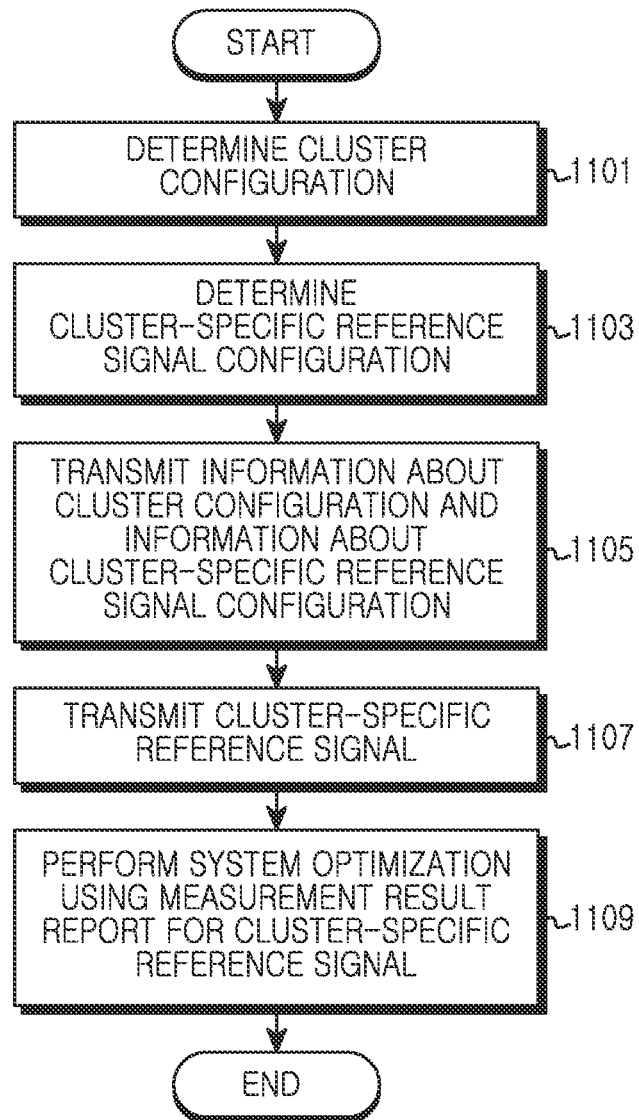 START
DETERMINE CLUSTER
CONFIGURATION
1101
DETERMINE
CLUSTER-SPECIFIC REFERENCE
SIGNAL CONFIGURATION
1103
TRANSMIT INFORMATION ABOUT
CLUSTER CONFIGURATION AND
INFORMATION ABOUT
CLUSTER-SPECIFIC REFERENCE
SIGNAL CONFIGURATION
1105
TRANSMIT CLUSTER-SPECIFIC
REFERENCE SIGNAL
1107
PERFORM SYSTEM OPTIMIZATION
USING MEASUREMENT RESULT
REPORT FOR CLUSTER-SPECIFIC
REFERENCE SIGNAL
1109
END